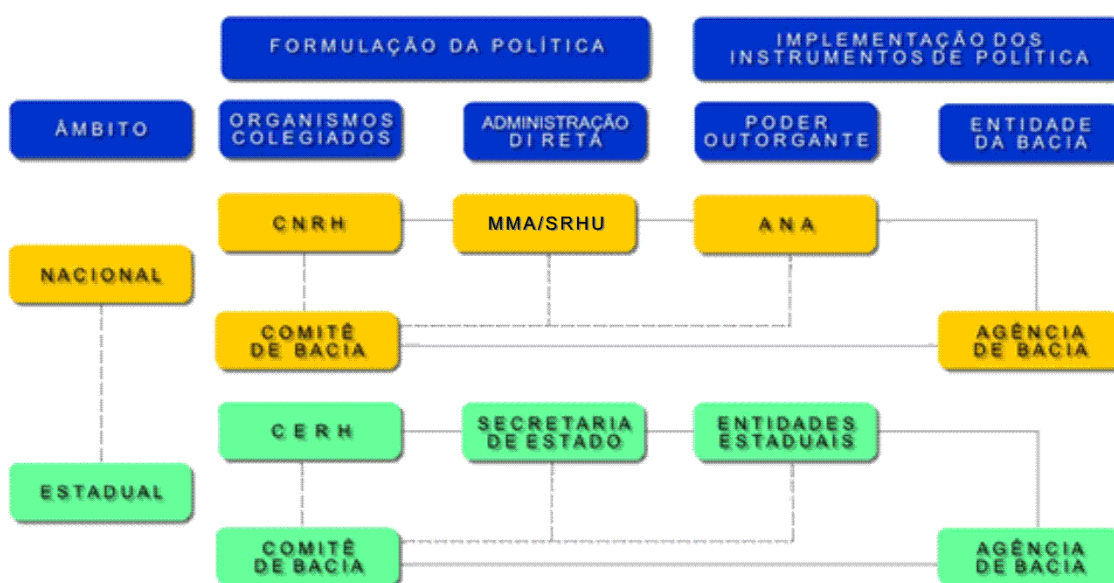 FORMULAÇÃO DA POLÍTICA
IMPLEMENTAÇÃO DOS
INSTRUMENTOS DE POLÍTICA
ÂMBITO
ORGANISMOS
COLEGIADOS
ADMINISTRAÇÃO
DIRETA
PODER
OUTORGANTE
ENTIDADE
DA BACIA
CNRH
MMA/SRHU
ANA
NACIONAL
COMITÊ
DE BACIA
AGÊNCIA
DE BACIA
CERH
SECRETARIA
DE ESTADO
ENTIDADES
ESTADUAIS
ESTADUAL
COMITÊ
DE BACIA
AGÊNCIA
DE BACIA